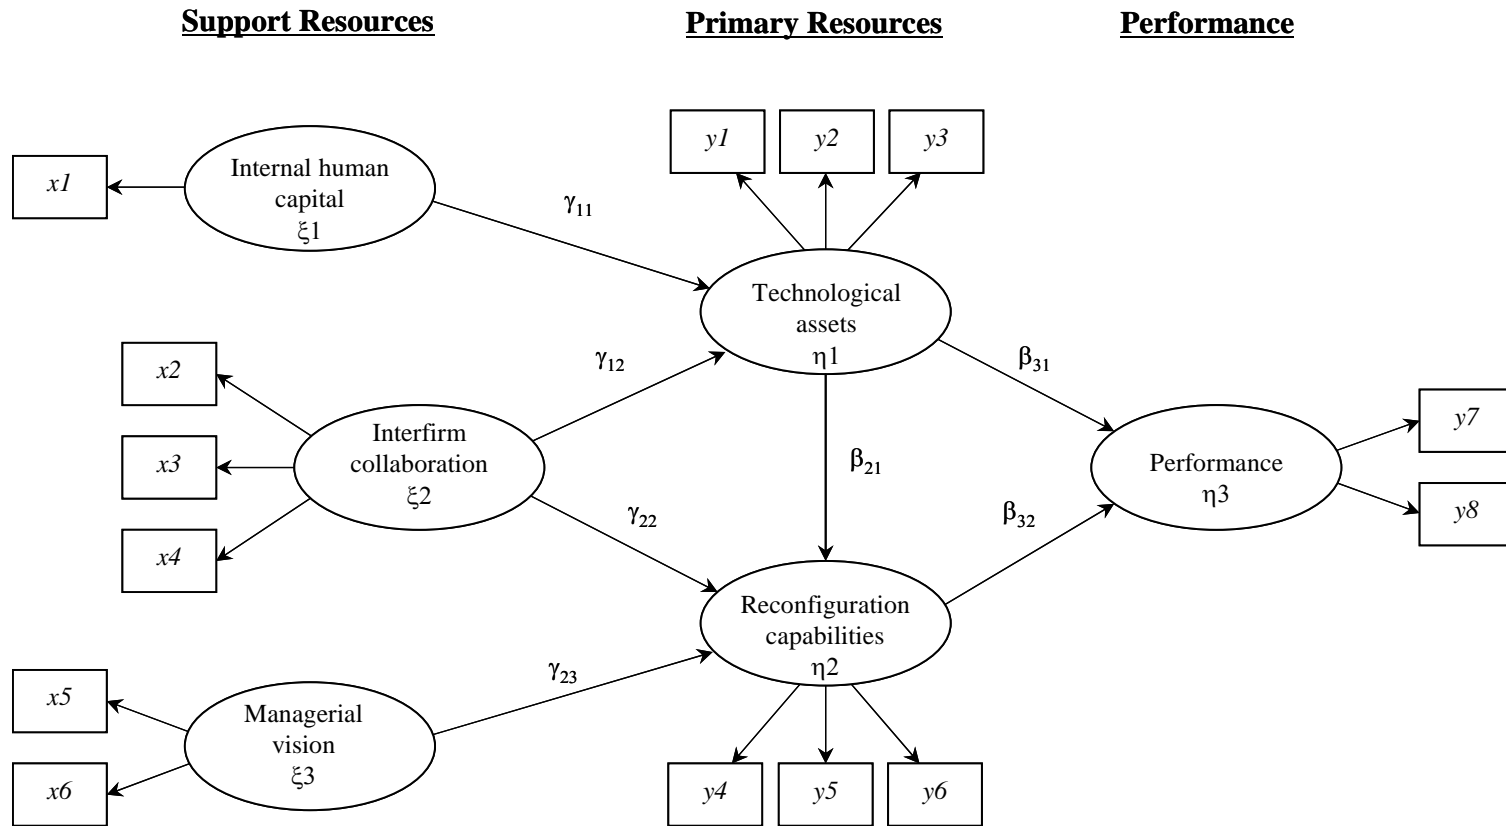 Support Resources
Primary Resources
Performance
y1
y2
y3
x1
Internal human
capital
ξ1
γ11
Technological
assets
η1
x2
x3
x4
Interfirm
collaboration
ξ2
γ12
γ22
β21
β31
β32
Performance
η3
y7
y8
Reconfiguration
capabilities
η2
γ23
x5
x6
Managerial
vision
ξ3
y4
y5
y6